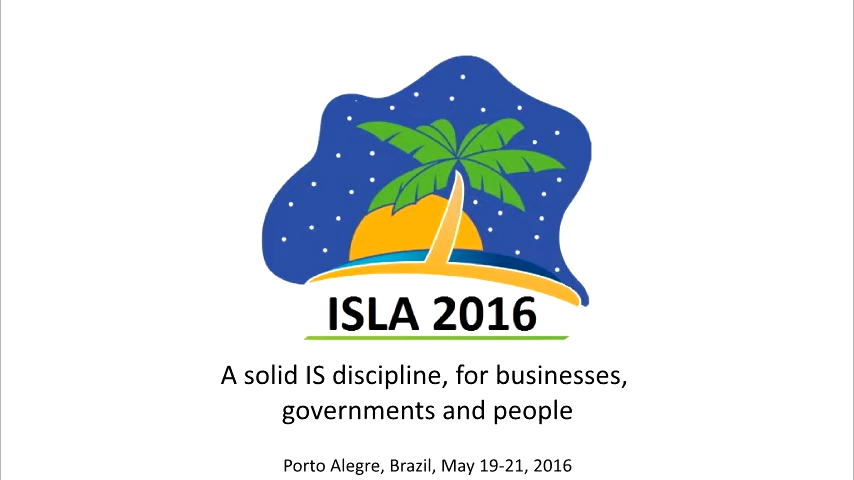 ISLA 2016
A solid IS discipline, for businesses,
governments and people
Porto Alegre, Brazil, May 19-21, 2016